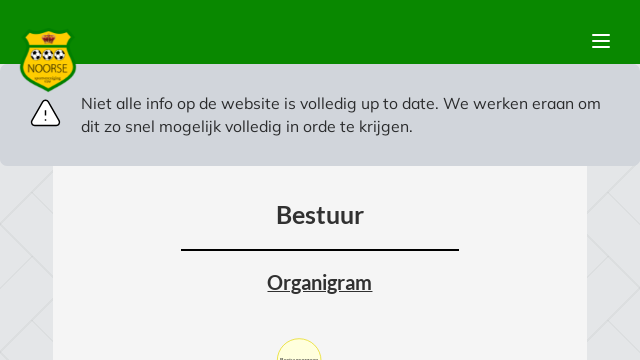 NOORSE
Niet alle info op de website is volledig up to date. We werken eraan om
dit zo snel mogelijk volledig in orde te krijgen.
Bestuur
Organigram